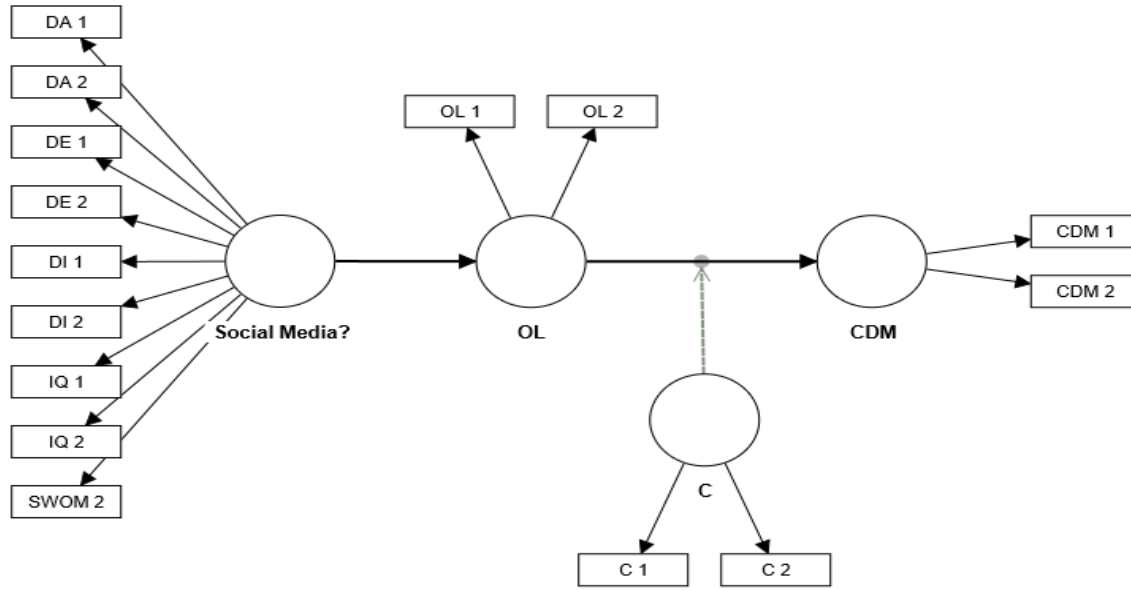 DA 1
DA 2
DE 1
DE 2
DI 1
DI 2
IQ 1
IQ 2
SWOM 2
Social Media?
OL 1
OL 2
OL
CDM
CDM 1
CDM 2
C
C 1
C 2